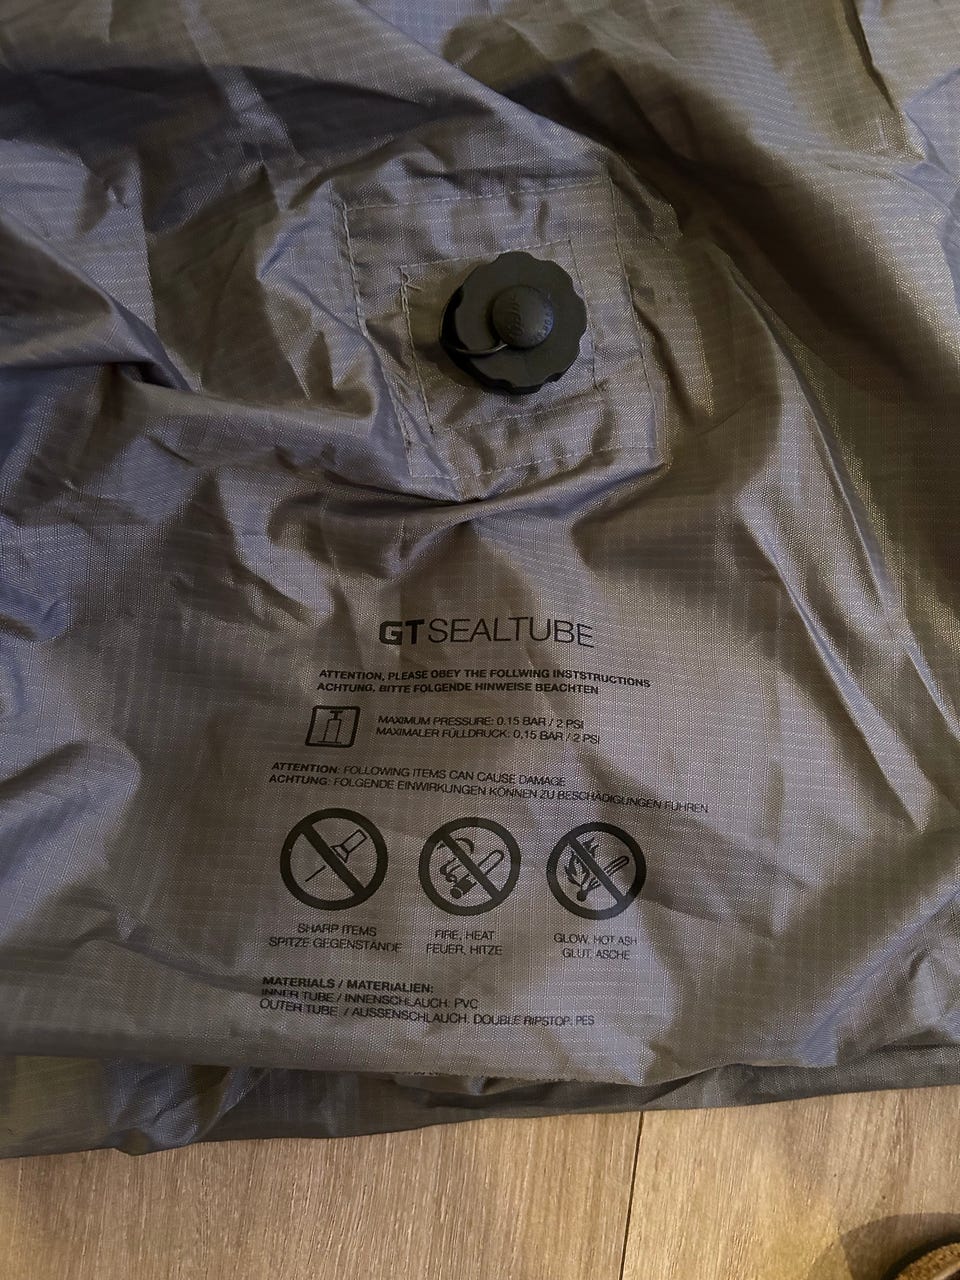 GTSEALTUBE
ATTENTION, PLEASE OBEY THE FOLLWING INSTSTRUCTIONS
ACHTUNG, BITTE FOLGENDE HINWEISE BEACHTEN
MAXIMUM PRESSURE: 0.15 BAR / 2 PSI
MAXIMALER FÜLLDRUCK: 0,15 BAR / 2 PSI
ATTENTION: FOLLOWING ITEMS CAN CAUSE DAMAGE
ACHTUNG: FOLGENDE EINWIRKUNGEN KÖNNEN ZU BESCHÄDIGUNGEN FÜHREN
SHARP ITEMS
SPITZE GEGENSTÄNDE
FIRE, HEAT
FEUER, HITZE
GLOW, HOT ASH
GLUT, ASCHE
MATERIALS / MATERIALIEN:
INNER TUBE / INNENSCHLAUCH: PVC
OUTER TUBE / AUSSENSCHLAUCH: DOUBLE RIPSTOP, PES